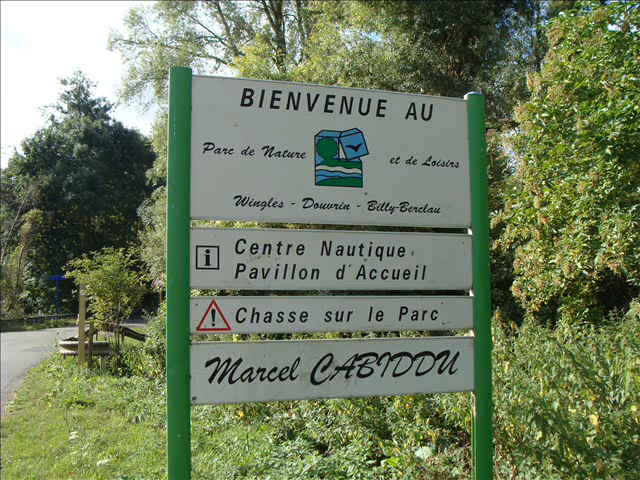 BIENVENUE AU
Parc de Nature et de Loisirs
Wingles - Douvrin - Billy-Berclau
i Centre Nautique
Pavillon d'Accueil
! Chasse sur le Parc
Marcel CABIDDU